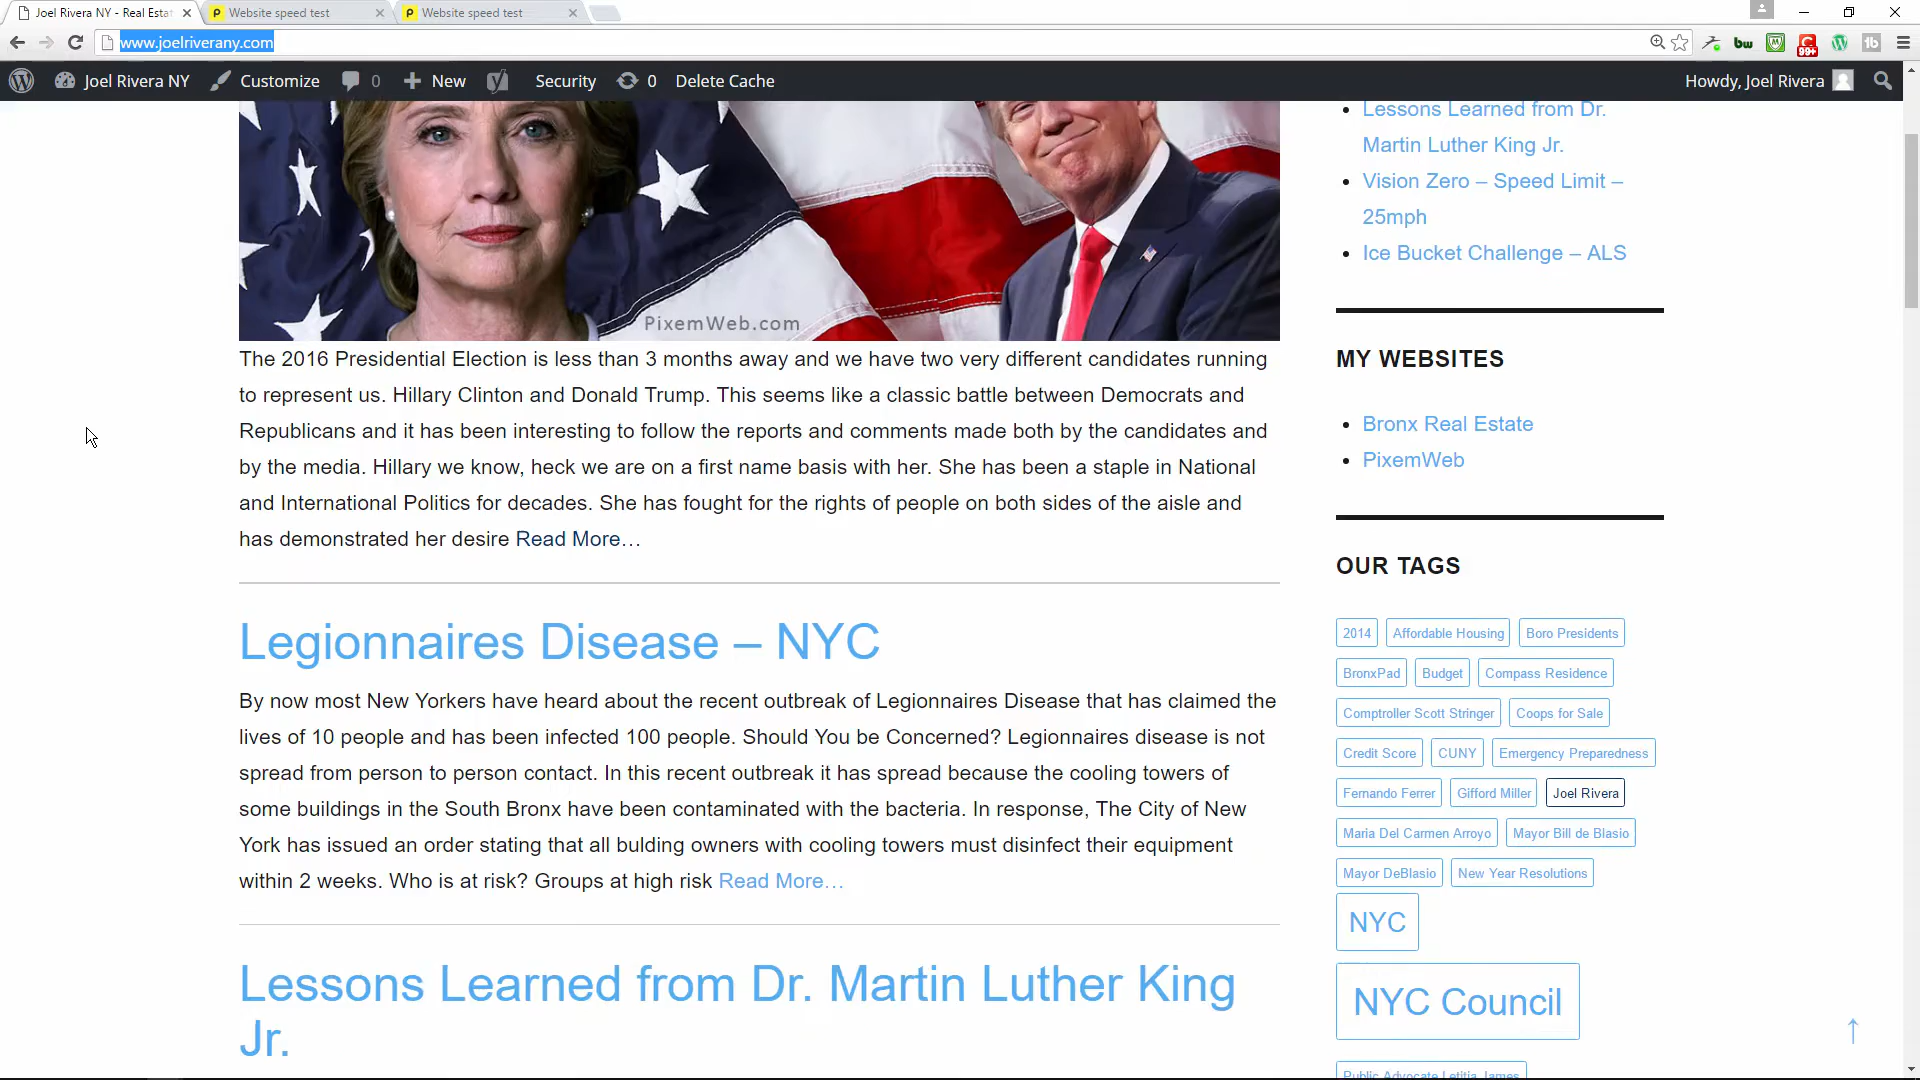 Joel Rivera NY - Real Esta
Website speed test
Website speed test
www.joelriverany.com
bw
99+
Joel Rivera NY
Customize
0
New
Security
0
Delete Cache
Howdy, Joel Rivera
PixemWeb.com
The 2016 Presidential Election is less than 3 months away and we have two very different candidates running
to represent us. Hillary Clinton and Donald Trump. This seems like a classic battle between Democrats and
Republicans and it has been interesting to follow the reports and comments made both by the candidates and
by the media. Hillary we know, heck we are on a first name basis with her. She has been a staple in National
and International Politics for decades. She has fought for the rights of people on both sides of the aisle and
has demonstrated her desire Read More…
Legionnaires Disease – NYC
By now most New Yorkers have heard about the recent outbreak of Legionnaires Disease that has claimed the
lives of 10 people and has been infected 100 people. Should You be Concerned? Legionnaires disease is not
spread from person to person contact. In this recent outbreak it has spread because the cooling towers of
some buildings in the South Bronx have been contaminated with the bacteria. In response, The City of New
York has issued an order stating that all bulding owners with cooling towers must disinfect their equipment
within 2 weeks. Who is at risk? Groups at high risk Read More…
Lessons Learned from Dr. Martin Luther King
Jr.
Lessons Learned from Dr.
Martin Luther King Jr.
Vision Zero – Speed Limit –
25mph
Ice Bucket Challenge – ALS
MY WEBSITES
Bronx Real Estate
PixemWeb
OUR TAGS
2014 Affordable Housing Boro Presidents
BronxPad Budget Compass Residence
Comptroller Scott Stringer Coops for Sale
Credit Score CUNY Emergency Preparedness
Fernando Ferrer Gifford Miller Joel Rivera
Maria Del Carmen Arroyo Mayor Bill de Blasio
Mayor DeBlasio New Year Resolutions
NYC
NYC Council
Public Advocate Letitia James